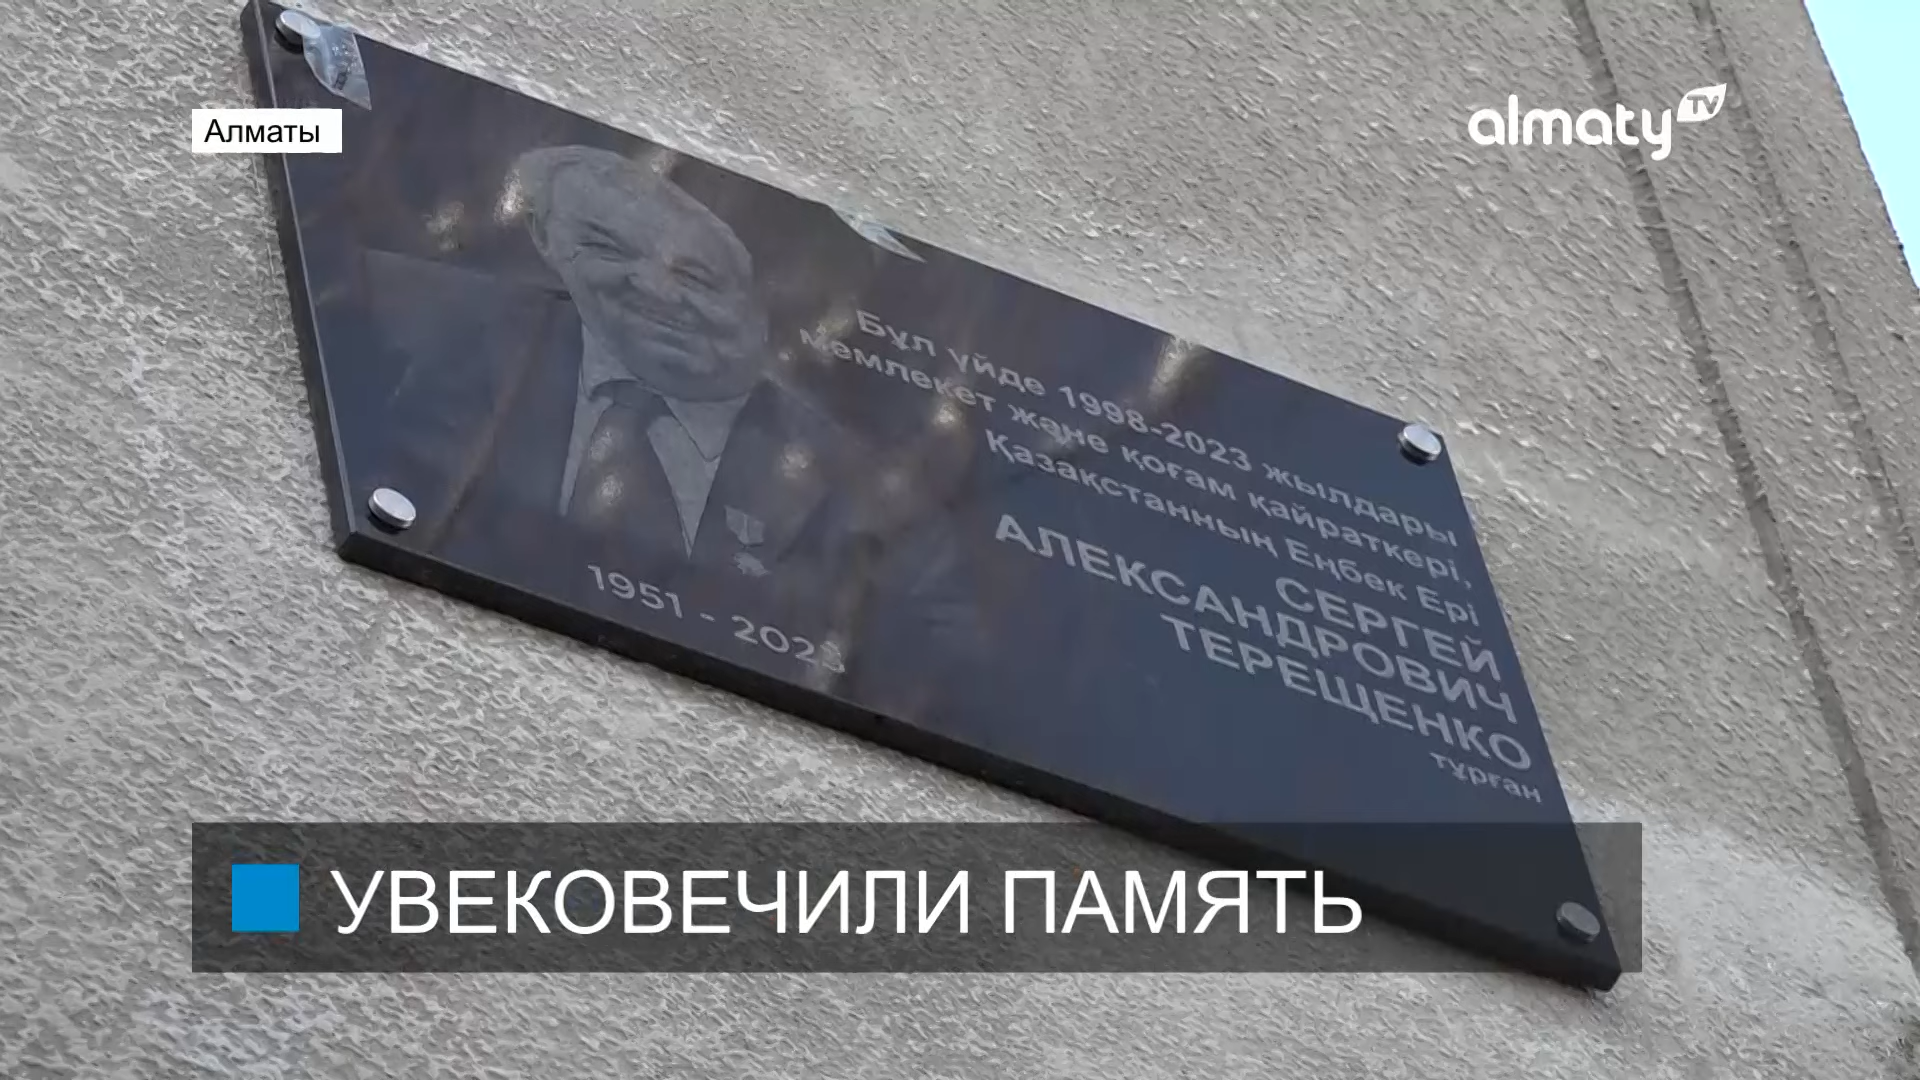 Алматы
almaty TV
Бұл үйде 1998-2023 жылдары
мемлекет және қоғам қайраткері,
Қазақстанның Еңбек Ері
СЕРГЕЙ
АЛЕКСАНДРОВИЧ
ТЕРЕЩЕНКО
тұрған
1951 - 2023
УВЕКОВЕЧИЛИ ПАМЯТЬ